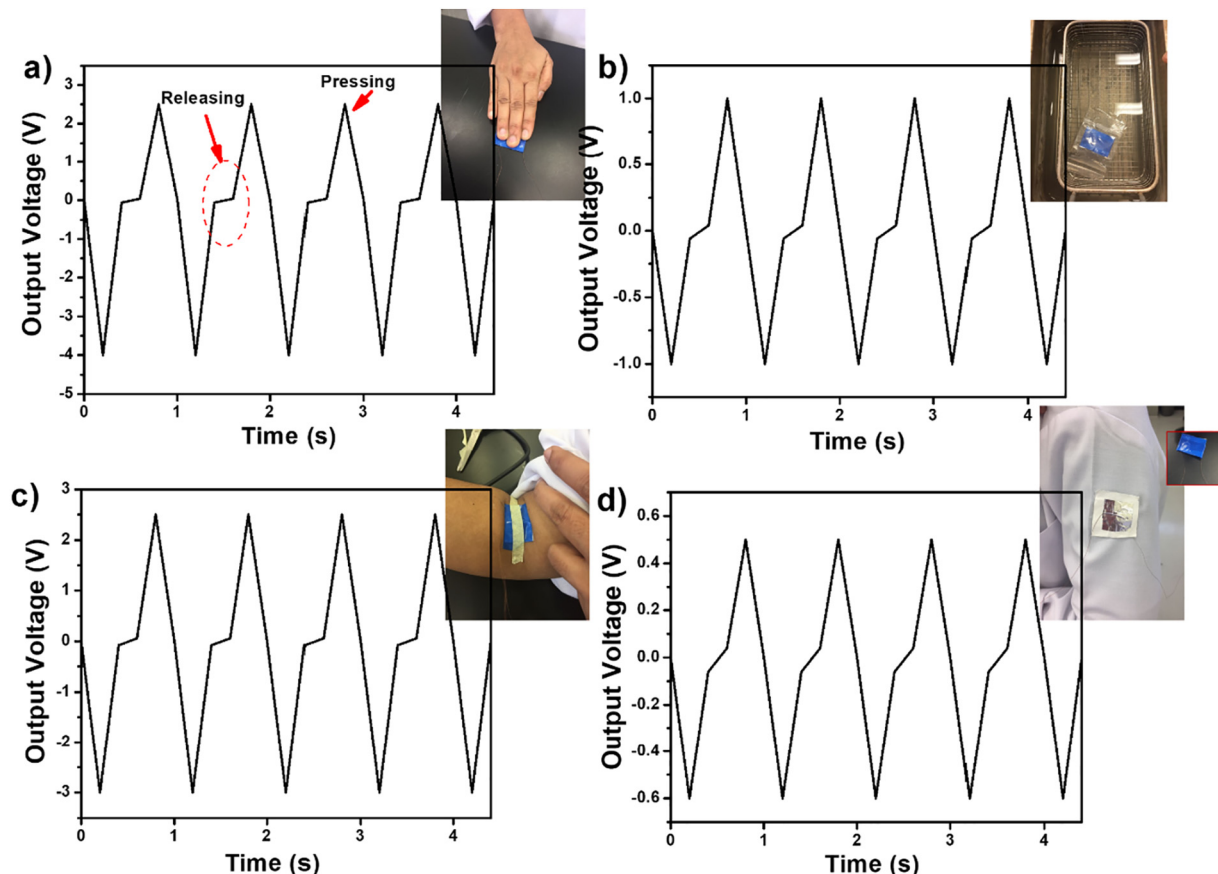 a)
Releasing
Pressing
Output Voltage (V)
3
2
1
0
-1
-2
-3
-4
-5
0 1 2 3 4
Time (s)
b)
Output Voltage (V)
1.0
0.5
0.0
-0.5
-1.0
0 1 2 3 4
Time (s)
c)
Output Voltage (V)
3
2
1
0
-1
-2
-3
0 1 2 3 4
Time (s)
d)
Output Voltage (V)
0.6
0.4
0.2
0.0
-0.2
-0.4
-0.6
0 1 2 3 4
Time (s)